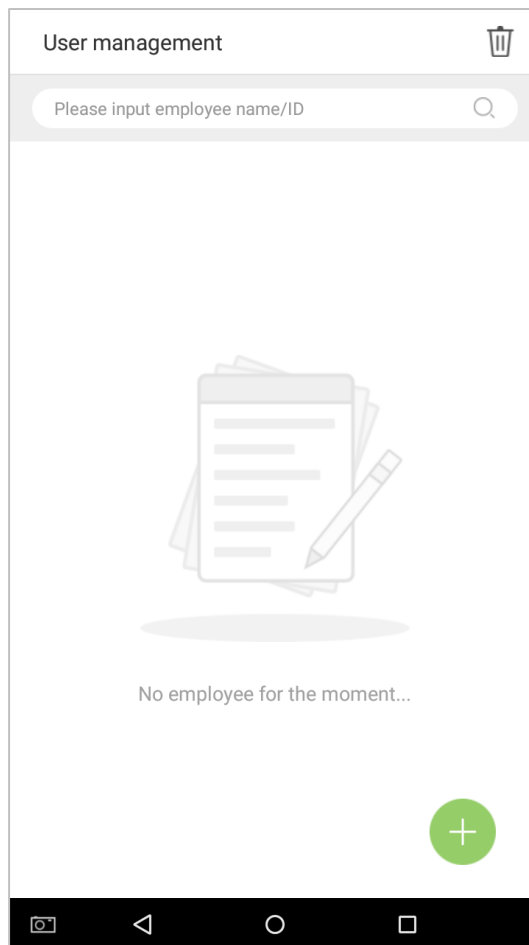 User management
Please input employee name/ID
No employee for the moment...